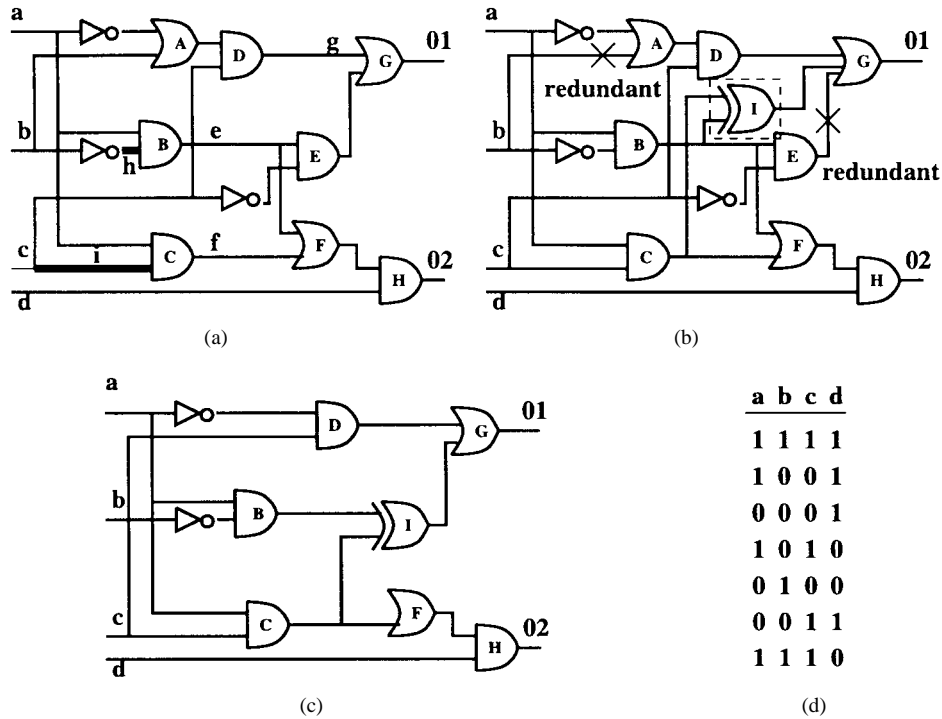 a
01
A
D
g
G
b
e
B
h
E
c
i
f
C
F
02
H
d
(a)
a
01
A
D
G
redundant
I
b
B
E
redundant
c
C
F
02
H
d
(b)
a
01
D
G
b
B
I
c
C
F
02
H
d
(c)
a b c d
1 1 1 1
1 0 0 1
0 0 0 1
1 0 1 0
0 1 0 0
0 0 1 1
1 1 1 0
(d)